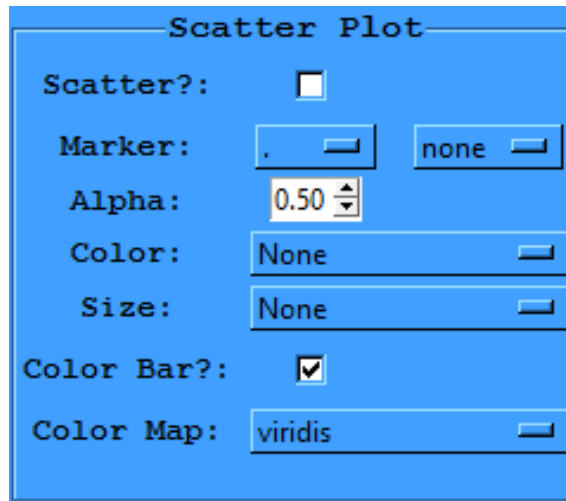 Scatter Plot
Scatter?:
Marker: . none
Alpha: 0.50
Color: None
Size: None
Color Bar?:
Color Map: viridis